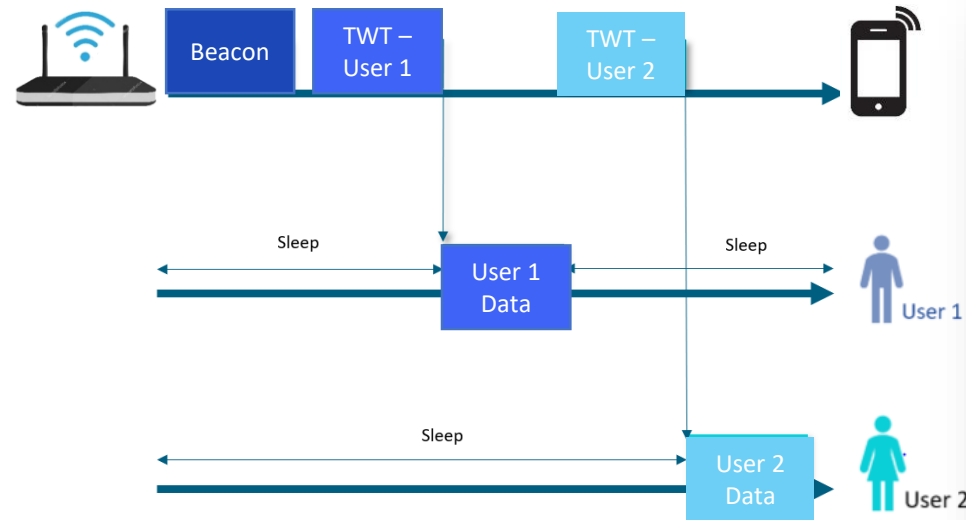 Beacon
TWT –
User 1
TWT –
User 2
Sleep
Sleep
User 1
Data
User 1
Sleep
User 2
Data
User 2